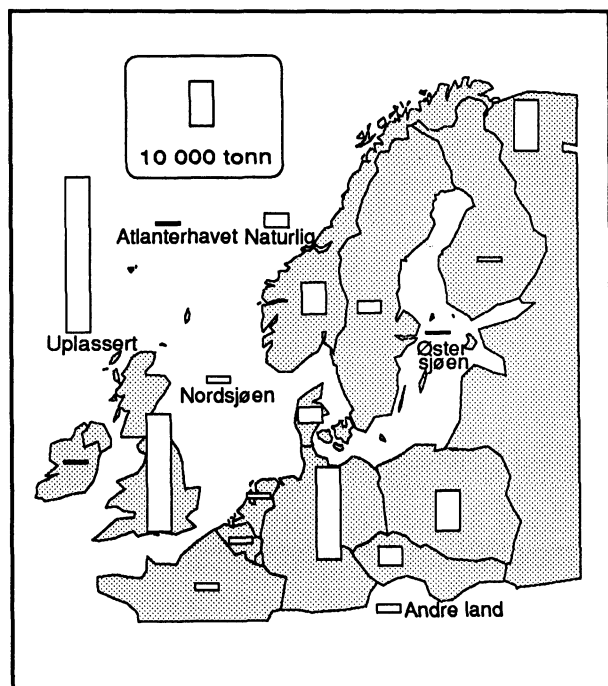 10 000 tonn
Atlanterhavet Naturlig
Uplassert
Øster
sjøen
Nordsjøen
Andre land